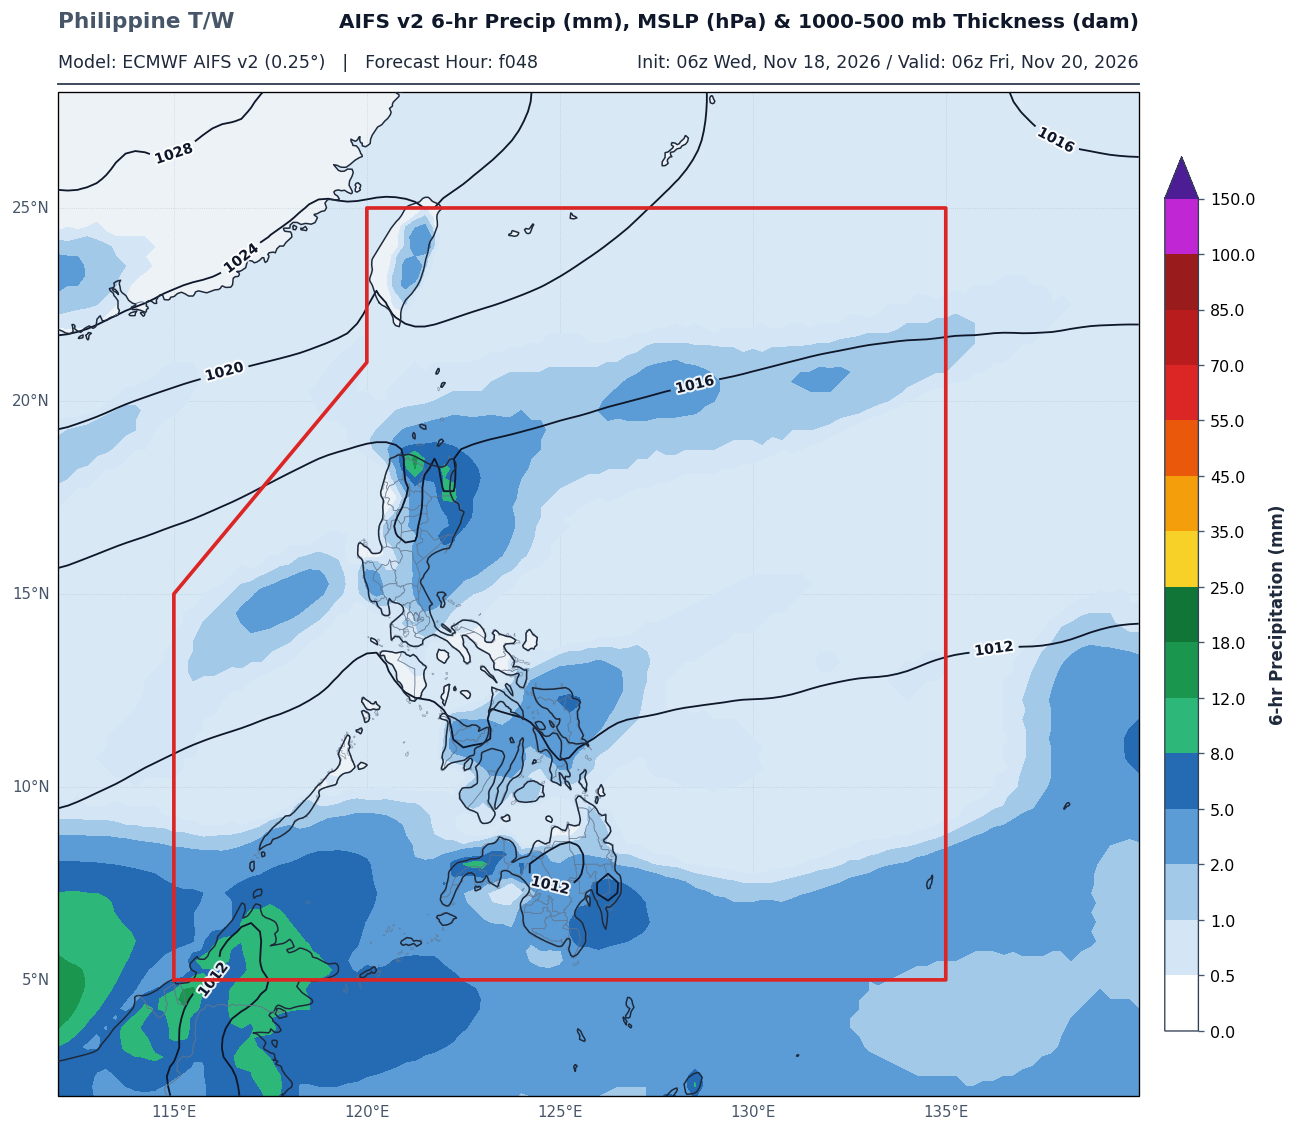 Philippine T/W
AIFS v2 6-hr Precip (mm), MSLP (hPa) & 1000-500 mb Thickness (dam)
Model: ECMWF AIFS v2 (0.25°)   |   Forecast Hour: f048
Init: 06z Wed, Nov 18, 2026 / Valid: 06z Fri, Nov 20, 2026
1028
1016
1024
1020
1016
1012
1012
1012
25°N
20°N
15°N
10°N
5°N
115°E
120°E
125°E
130°E
135°E
150.0
100.0
85.0
70.0
55.0
45.0
35.0
25.0
18.0
12.0
8.0
5.0
2.0
1.0
0.5
0.0
6-hr Precipitation (mm)